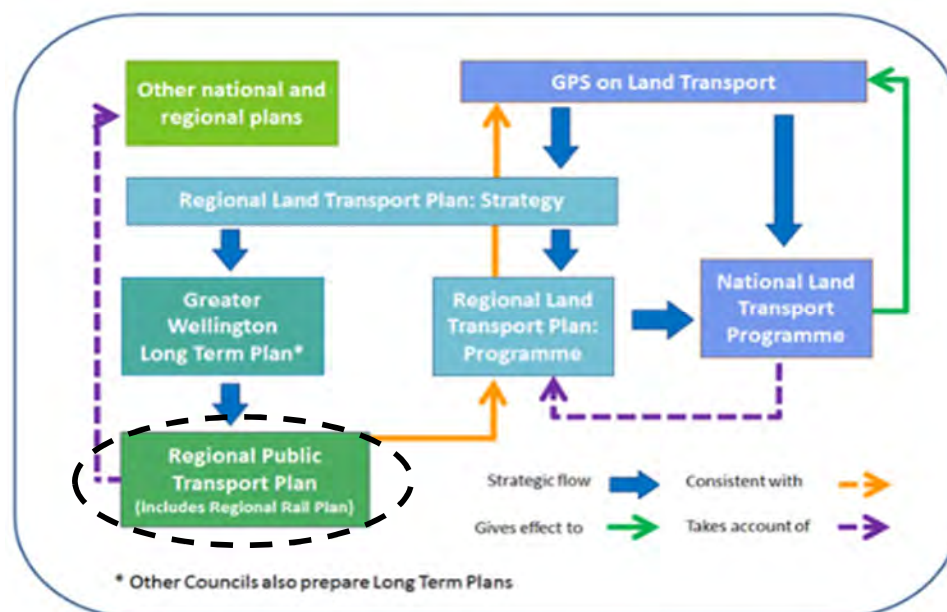 Other national and
regional plans
GPS on Land Transport
Regional Land Transport Plan: Strategy
Greater
Wellington
Long Term Plan*
Regional Land
Transport Plan:
Programme
National Land
Transport
Programme
Regional Public
Transport Plan
(includes Regional Rail Plan)
Strategic flow
Consistent with
Gives effect to
Takes account of
* Other Councils also prepare Long Term Plans